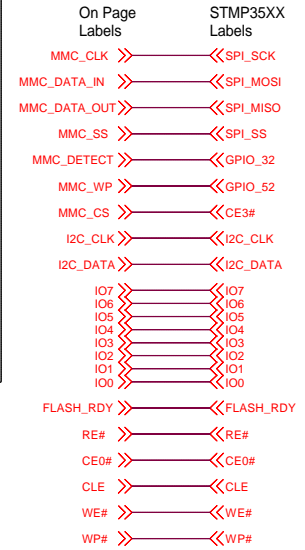 On Page STMP35XX
Labels Labels
MMC_CLK SPI_SCK
MMC_DATA_IN SPI_MOSI
MMC_DATA_OUT SPI_MISO
MMC_SS SPI_SS
MMC_DETECT GPIO_32
MMC_WP GPIO_52
MMC_CS CE3#
I2C_CLK I2C_CLK
I2C_DATA I2C_DATA
IO7 IO7
IO6 IO6
IO5 IO5
IO4 IO4
IO3 IO3
IO2 IO2
IO1 IO1
IO0 IO0
FLASH_RDY FLASH_RDY
RE# RE#
CE0# CE0#
CLE CLE
WE# WE#
WP# WP#